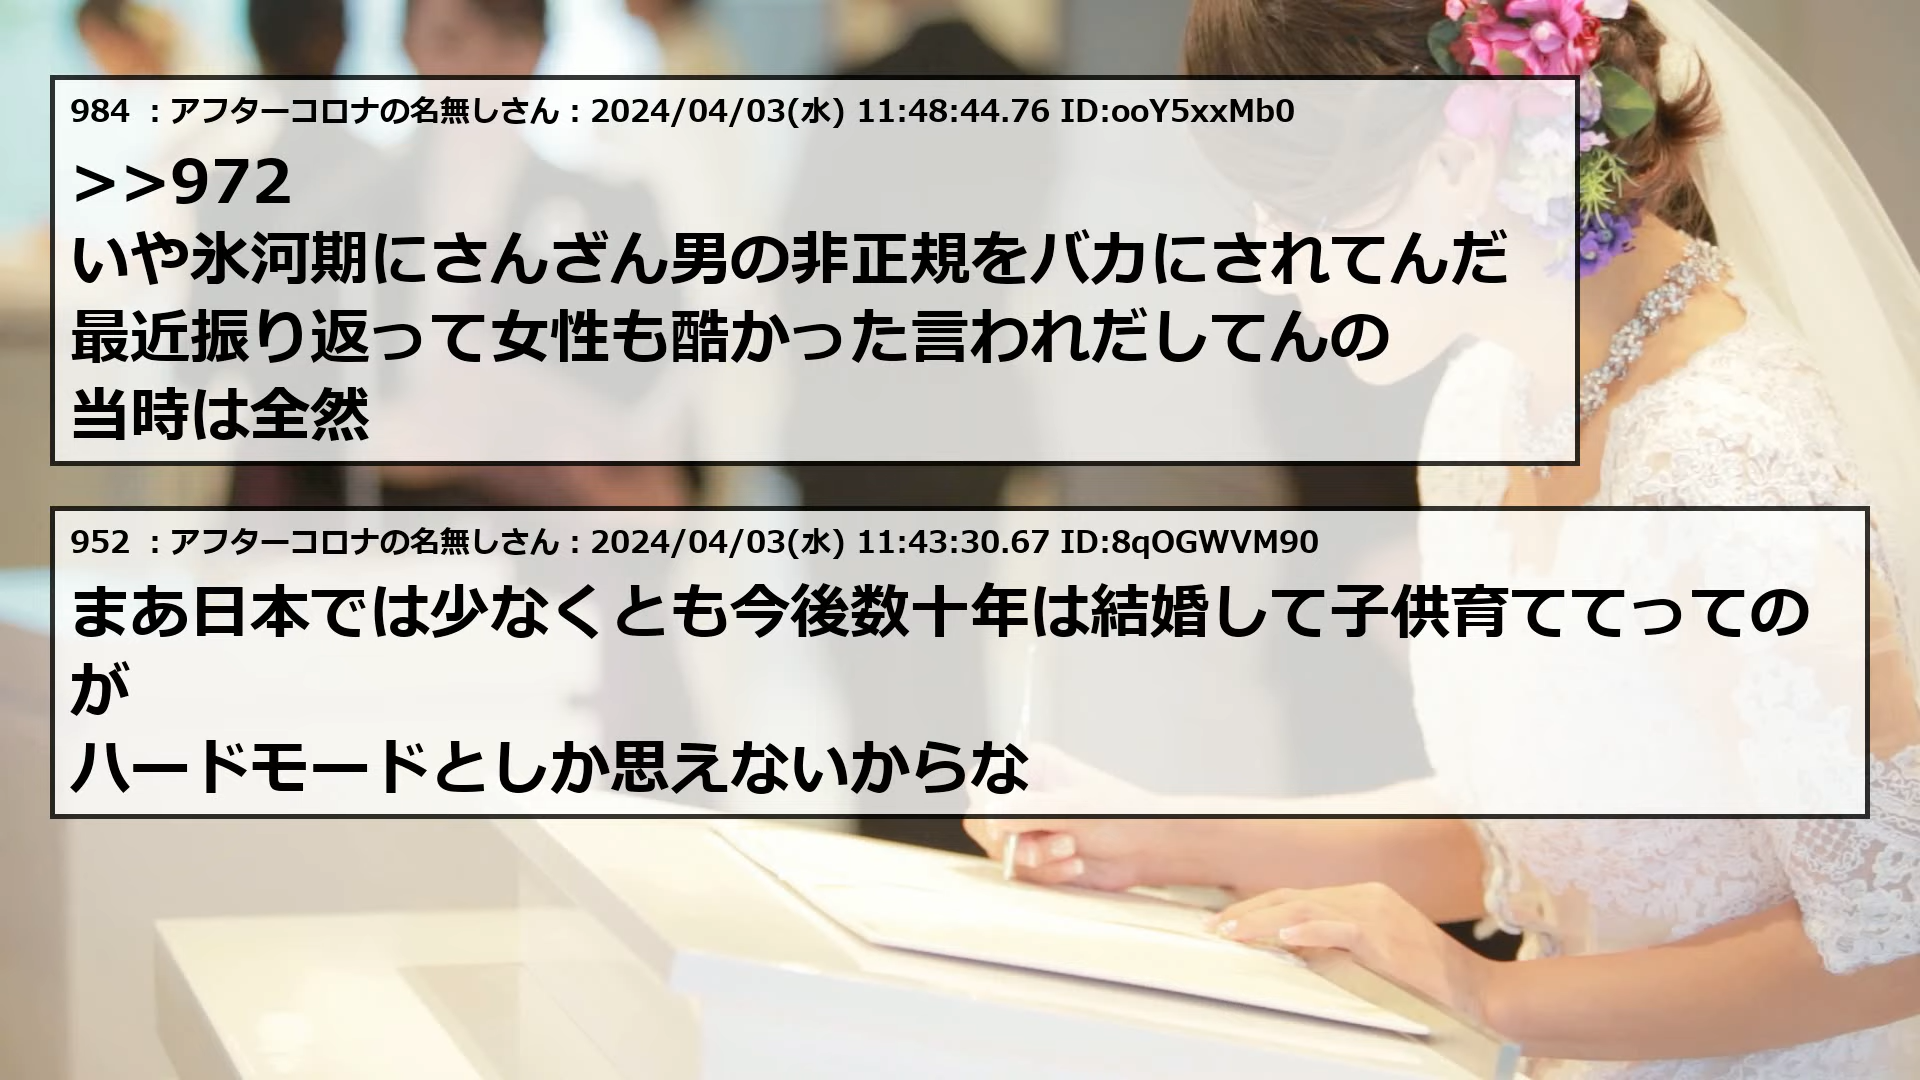 984 ：アフターコロナの名無しさん：2024/04/03(水) 11:48:44.76 ID:ooY5xxMb0
>>972
いや氷河期にさんざん男の非正規をバカにされてんだ
最近振り返って女性も酷かった言われだしてんの
当時は全然
952 ：アフターコロナの名無しさん：2024/04/03(水) 11:43:30.67 ID:8qOGWVM90
まあ日本では少なくとも今後数十年は結婚して子供育ててっての
が
ハードモードとしか思えないからな